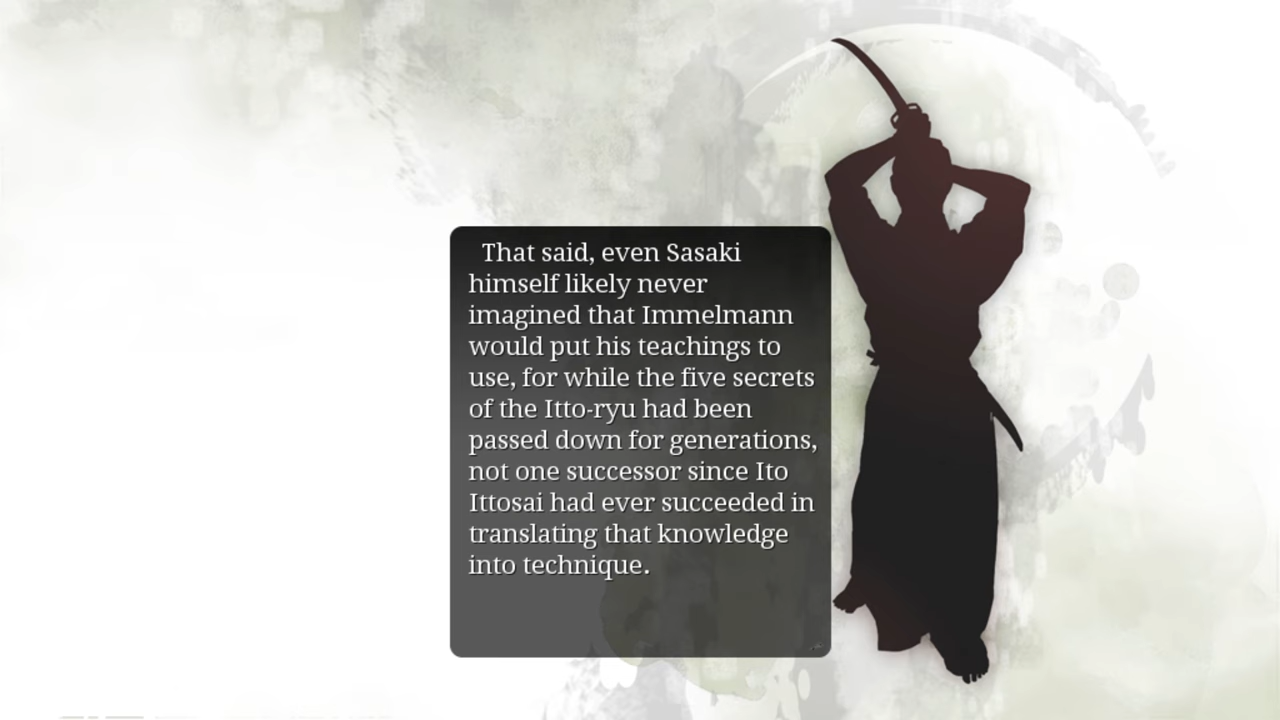 That said, even Sasaki
himself likely never
imagined that Immelmann
would put his teachings to
use, for while the five secrets
of the Itto-ryu had been
passed down for generations,
not one successor since Ito
Ittosai had ever succeeded in
translating that knowledge
into technique.